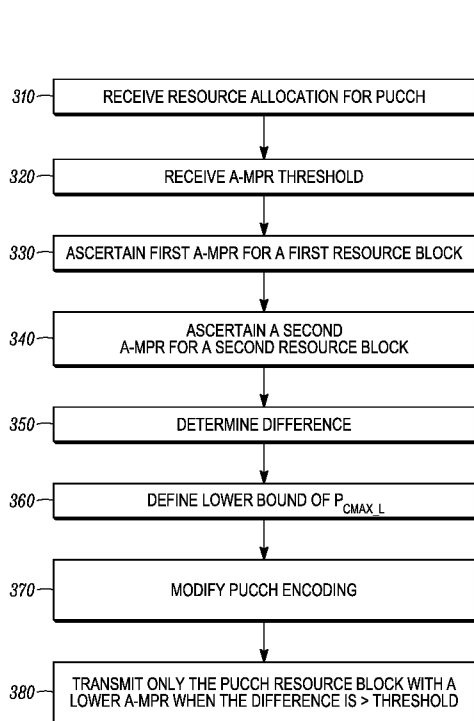 310 RECEIVE RESOURCE ALLOCATION FOR PUCCH
320 RECEIVE A-MPR THRESHOLD
330 ASCERTAIN FIRST A-MPR FOR A FIRST RESOURCE BLOCK
340 ASCERTAIN A SECOND
A-MPR FOR A SECOND RESOURCE BLOCK
350 DETERMINE DIFFERENCE
360 DEFINE LOWER BOUND OF P_CMAX_L
370 MODIFY PUCCH ENCODING
380 TRANSMIT ONLY THE PUCCH RESOURCE BLOCK WITH A
LOWER A-MPR WHEN THE DIFFERENCE IS > THRESHOLD